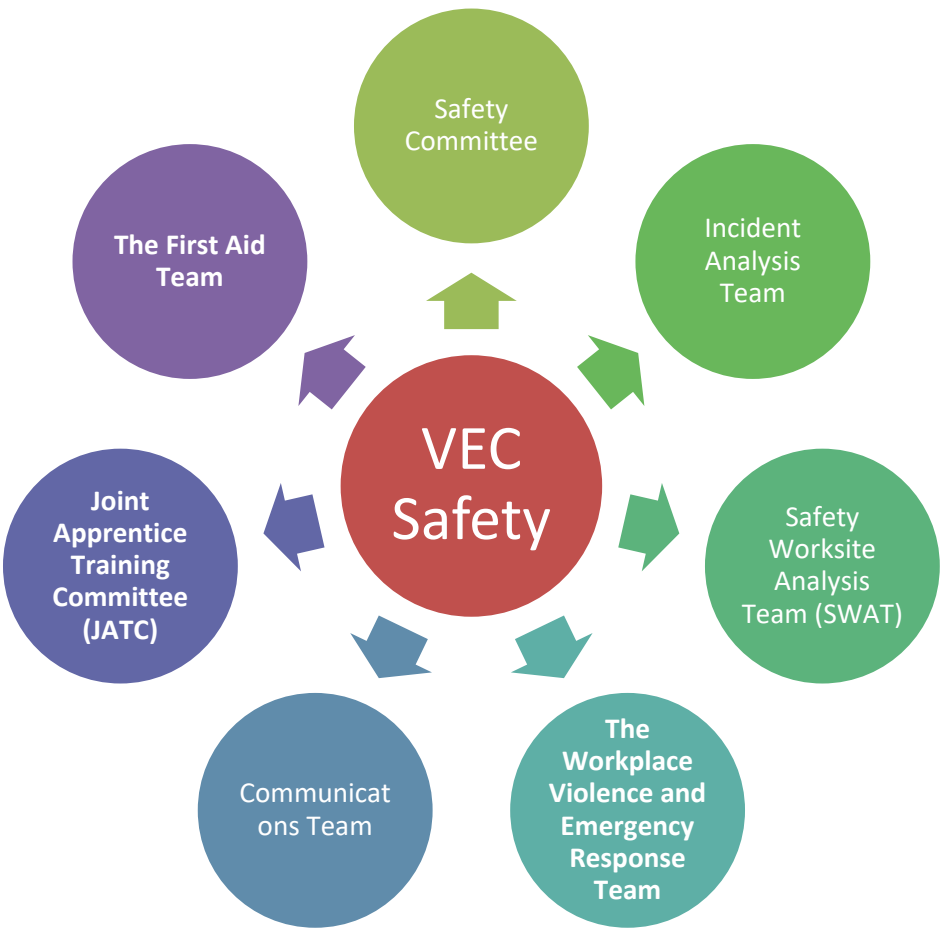 Safety
Committee
Incident
Analysis
Team
Safety
Worksite
Analysis
Team (SWAT)
The
Workplace
Violence and
Emergency
Response
Team
Communicat
ons Team
Joint
Apprentice
Training
Committee
(JATC)
The First Aid
Team
VEC
Safety